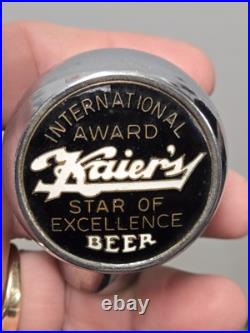 INTERNATIONAL
AWARD
Kaier's
STAR OF
EXCELLENCE
BEER